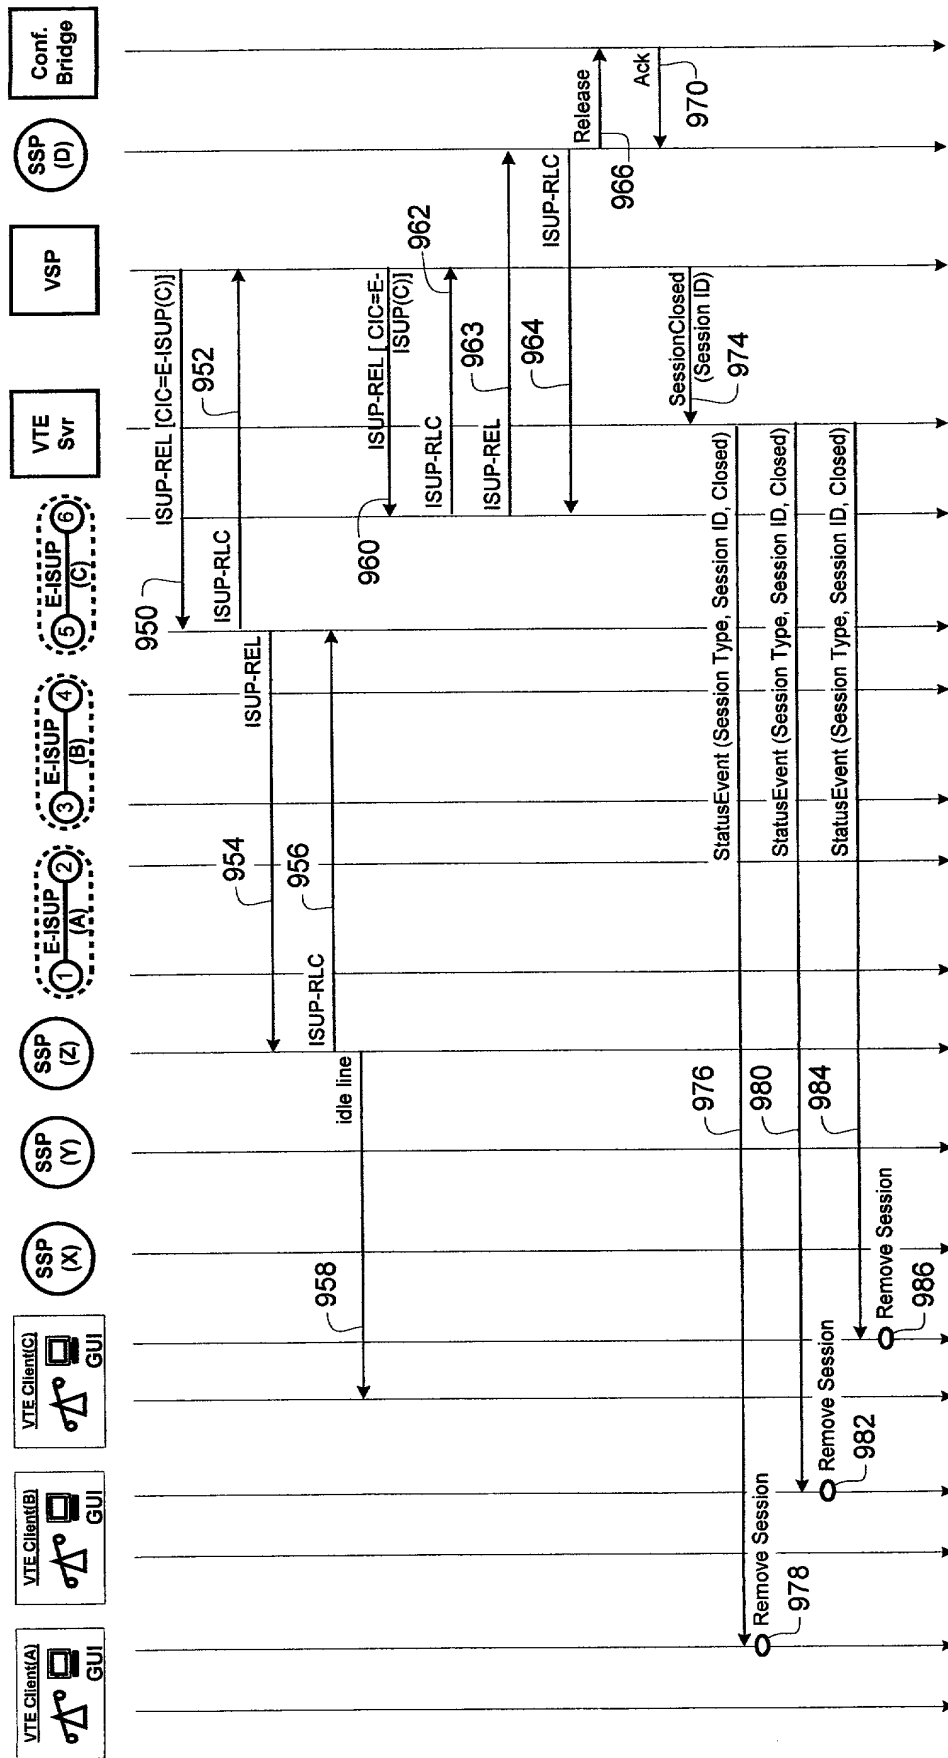 VTE Client(A)
GUI
VTE Client(B)
GUI
VTE Client(C)
GUI
SSP
(X)
SSP
(Y)
SSP
(Z)
1
E-ISUP
(A)
2
3
E-ISUP
(B)
4
5
E-ISUP
(C)
6
VTE
Svr
VSP
SSP
(D)
Conf.
Bridge
950
ISUP-REL [CIC=E-ISUP(C)]
ISUP-RLC
952
954
ISUP-REL
956
ISUP-RLC
958
idle line
960
ISUP-REL [ CIC=E-
ISUP(C)]
ISUP-RLC
962
ISUP-REL
963
964
ISUP-RLC
Release
966
Ack
970
SessionClosed
(Session ID)
974
976
StatusEvent (Session Type, Session ID, Closed)
Remove Session
978
980
StatusEvent (Session Type, Session ID, Closed)
Remove Session
982
984
StatusEvent (Session Type, Session ID, Closed)
Remove Session
986